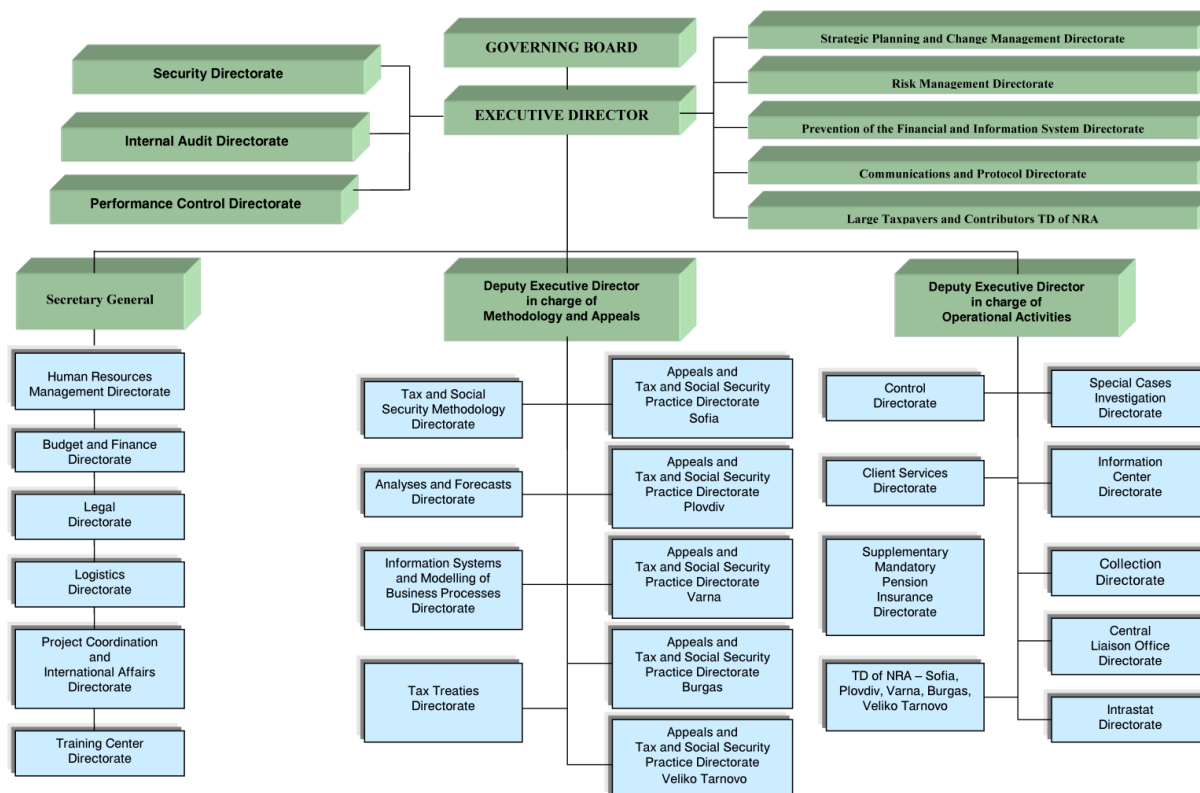 GOVERNING BOARD
EXECUTIVE DIRECTOR
Security Directorate
Internal Audit Directorate
Performance Control Directorate
Strategic Planning and Change Management Directorate
Risk Management Directorate
Prevention of the Financial and Information System Directorate
Communications and Protocol Directorate
Large Taxpayers and Contributors TD of NRA
Secretary General
Human Resources
Management Directorate
Budget and Finance
Directorate
Legal
Directorate
Logistics
Directorate
Project Coordination
and
International Affairs
Directorate
Training Center
Directorate
Deputy Executive Director
in charge of
Methodology and Appeals
Tax and Social
Security Methodology
Directorate
Analyses and Forecasts
Directorate
Information Systems
and Modelling of
Business Processes
Directorate
Tax Treaties
Directorate
Appeals and
Tax and Social Security
Practice Directorate
Sofia
Appeals and
Tax and Social Security
Practice Directorate
Plovdiv
Appeals and
Tax and Social Security
Practice Directorate
Varna
Appeals and
Tax and Social Security
Practice Directorate
Burgas
Appeals and
Tax and Social Security
Practice Directorate
Veliko Tarnovo
Deputy Executive Director
in charge of
Operational Activities
Control
Directorate
Client Services
Directorate
Supplementary
Mandatory
Pension
Insurance
Directorate
TD of NRA – Sofia,
Plovdiv, Varna, Burgas,
Veliko Tarnovo
Special Cases
Investigation
Directorate
Information
Center
Directorate
Collection
Directorate
Central
Liaison Office
Directorate
Intrastat
Directorate